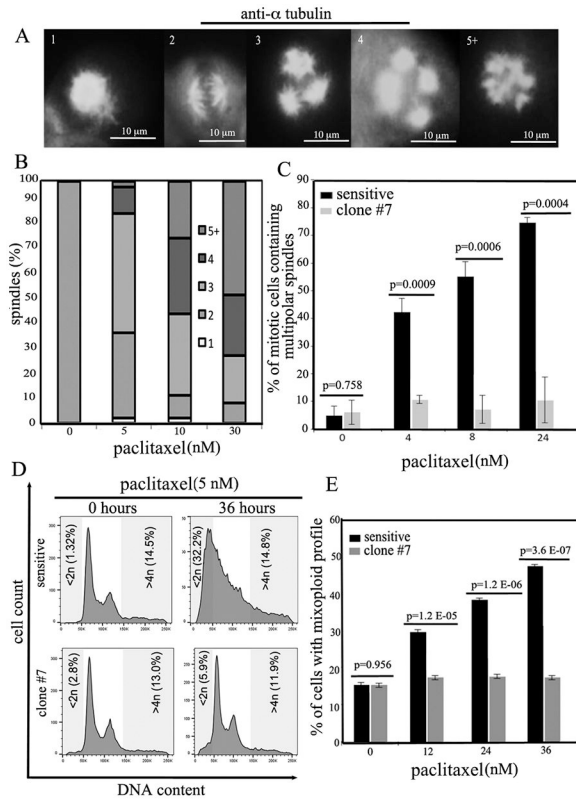 anti-α tubulin
A
1
2
3
4
5+
10 μm
10 μm
10 μm
10 μm
10 μm
B
spindles (%)
100
90
80
70
60
50
40
30
20
10
0
5+
4
3
2
1
0
5
10
30
paclitaxel(nM)
C
% of mitotic cells containing
multipolar spindles
90
80
70
60
50
40
30
20
10
0
sensitive
clone #7
p=0.758
p=0.0009
p=0.0006
p=0.0004
0
4
8
24
paclitaxel(nM)
D
paclitaxel(5 nM)
0 hours
36 hours
cell count
sensitive
clone #7
<2n (1.32%)
>4n (14.5%)
<2n (32.2%)
>4n (14.8%)
<2n (2.8%)
>4n (13.0%)
<2n (5.9%)
>4n (11.9%)
DNA content
E
% of cells with mixoploid profile
60
50
40
30
20
10
0
sensitive
clone #7
p=0.956
p=1.2 E-05
p=1.2 E-06
p=3.6 E-07
0
12
24
36
paclitaxel(nM)